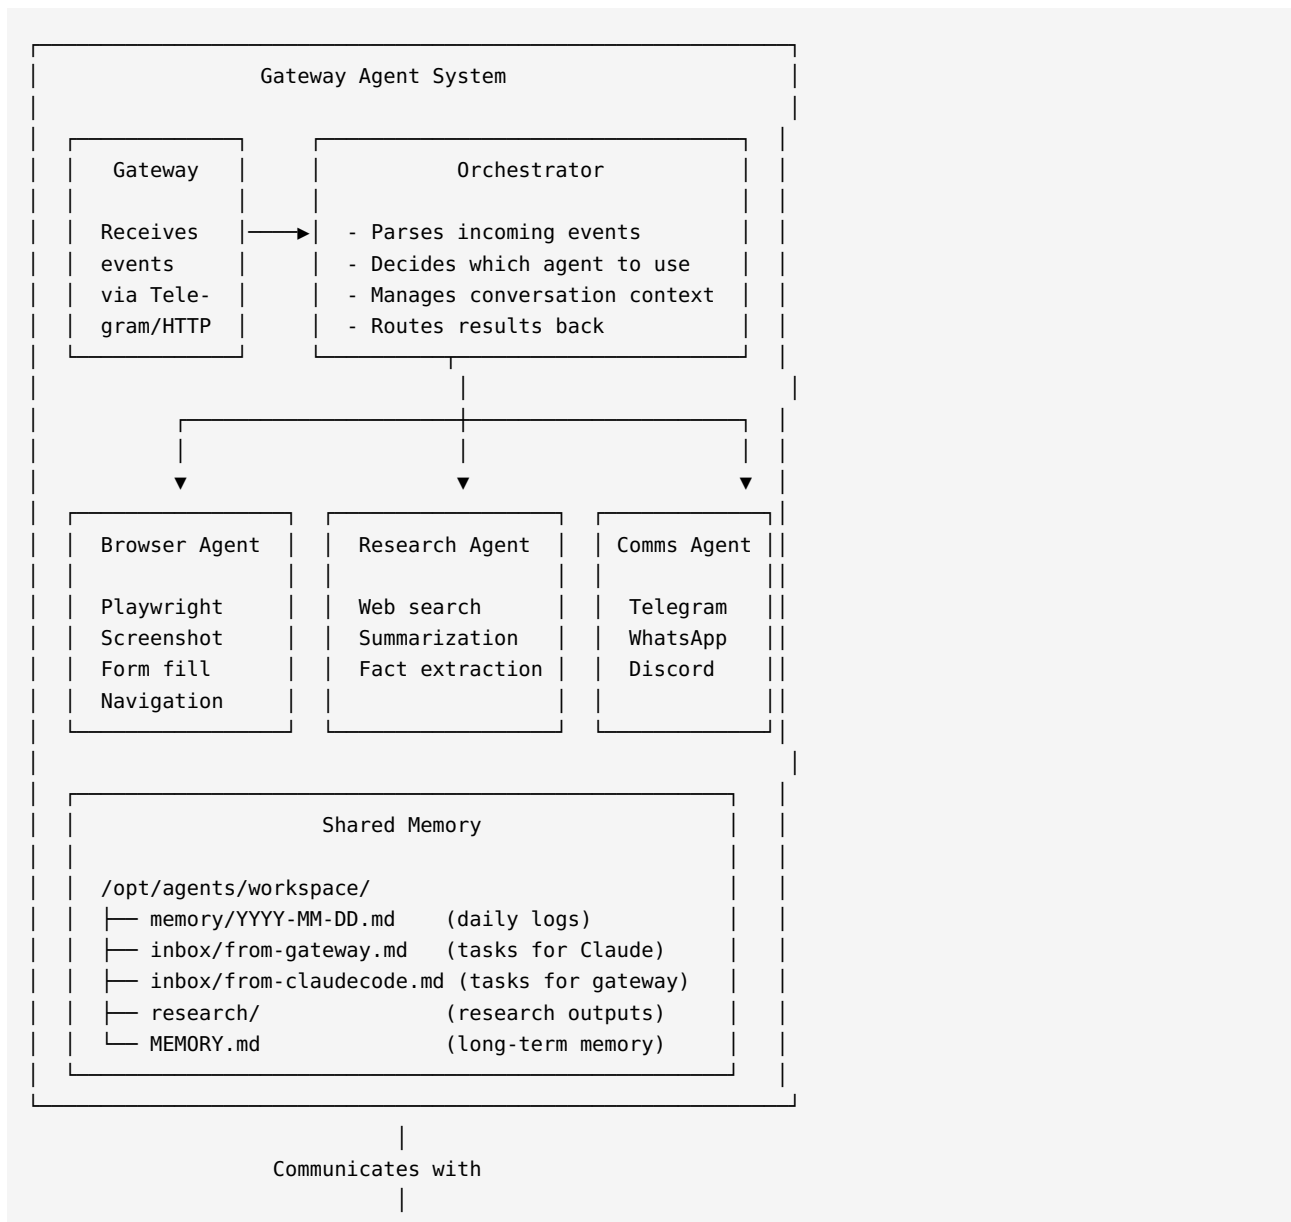 Gateway Agent System
Gateway
Orchestrator
Receives
- Parses incoming events
events
- Decides which agent to use
via Tele-
- Manages conversation context
gram/HTTP
- Routes results back
Browser Agent
Research Agent
Comms Agent
Playwright
Web search
Telegram
Screenshot
Summarization
WhatsApp
Form fill
Fact extraction
Discord
Navigation
Shared Memory
/opt/agents/workspace/
├── memory/YYYY-MM-DD.md    (daily logs)
├── inbox/from-gateway.md   (tasks for Claude)
├── inbox/from-claudecode.md (tasks for gateway)
├── research/               (research outputs)
└── MEMORY.md               (long-term memory)
Communicates with